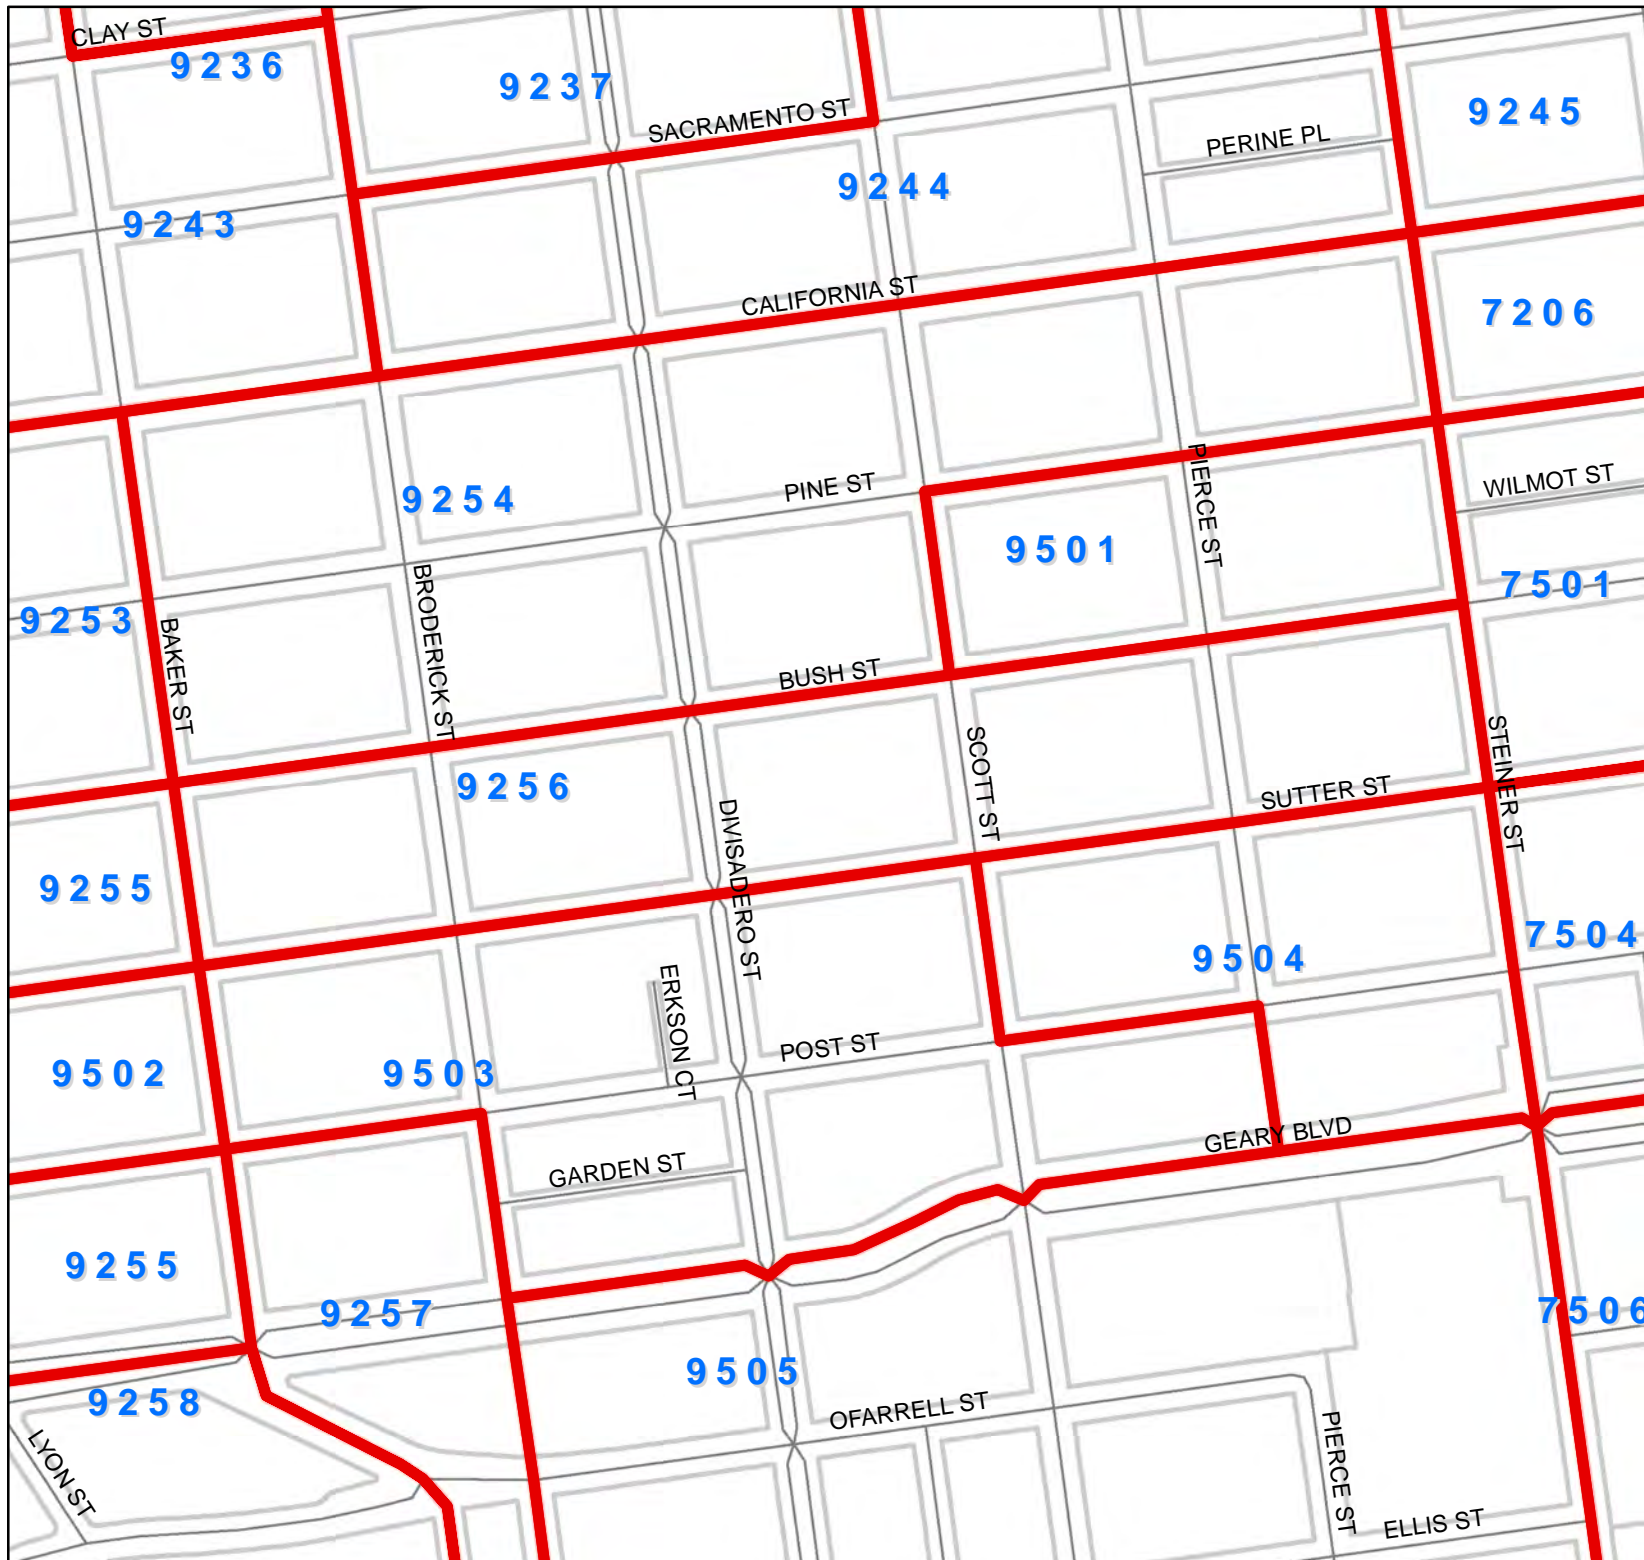 CLAY ST
9236
9237
SACRAMENTO ST
9245
PERINE PL
9244
9243
CALIFORNIA ST
7206
PINE ST
PIERCE ST
WILMOT ST
9254
9501
7501
9253
BAKER ST
BRODERICK ST
BUSH ST
SCOTT ST
STEINER ST
9256
SUTTER ST
DIVISADERO ST
9255
7504
9504
ERKSON CT
POST ST
9502
9503
GEARY BLVD
GARDEN ST
9255
9257
7506
9505
9258
OFARRELL ST
LYON ST
PIERCE ST
ELLIS ST